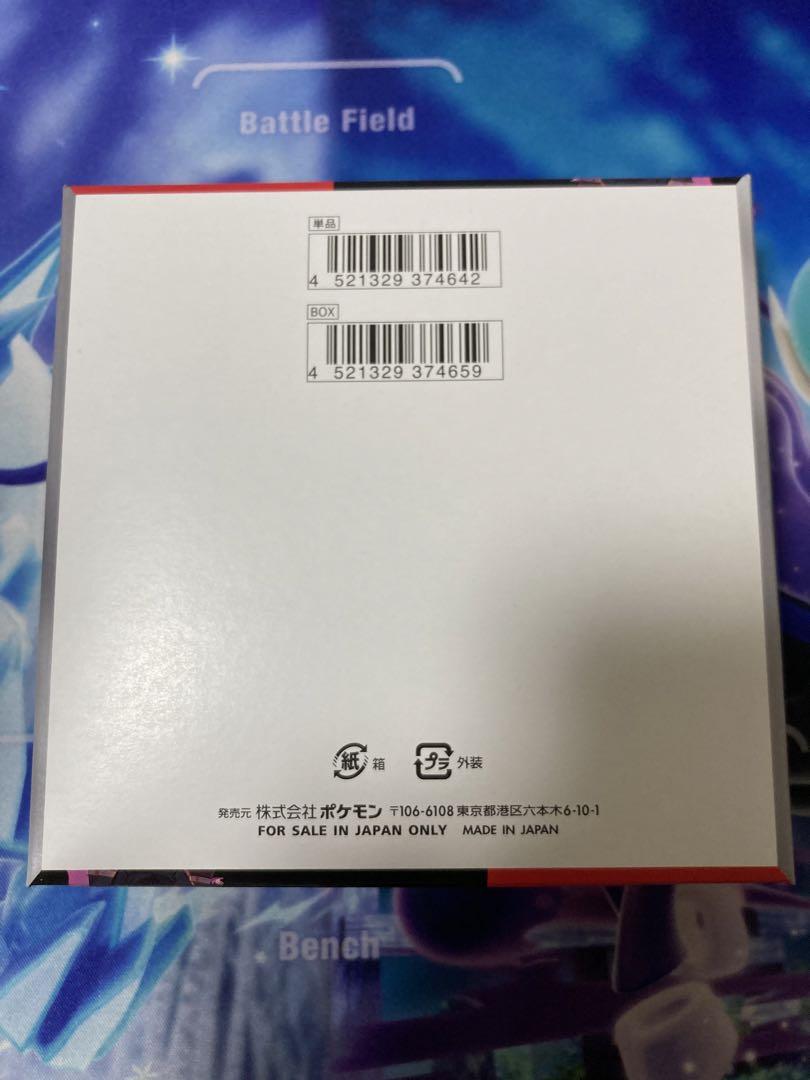 Battle Field
単品
4 521329 374642
BOX
4 521329 374659
紙 箱 プラ 外装
発売元 株式会社 ポケモン 〒106-6108 東京都港区六本木6-10-1
FOR SALE IN JAPAN ONLY MADE IN JAPAN
Bench